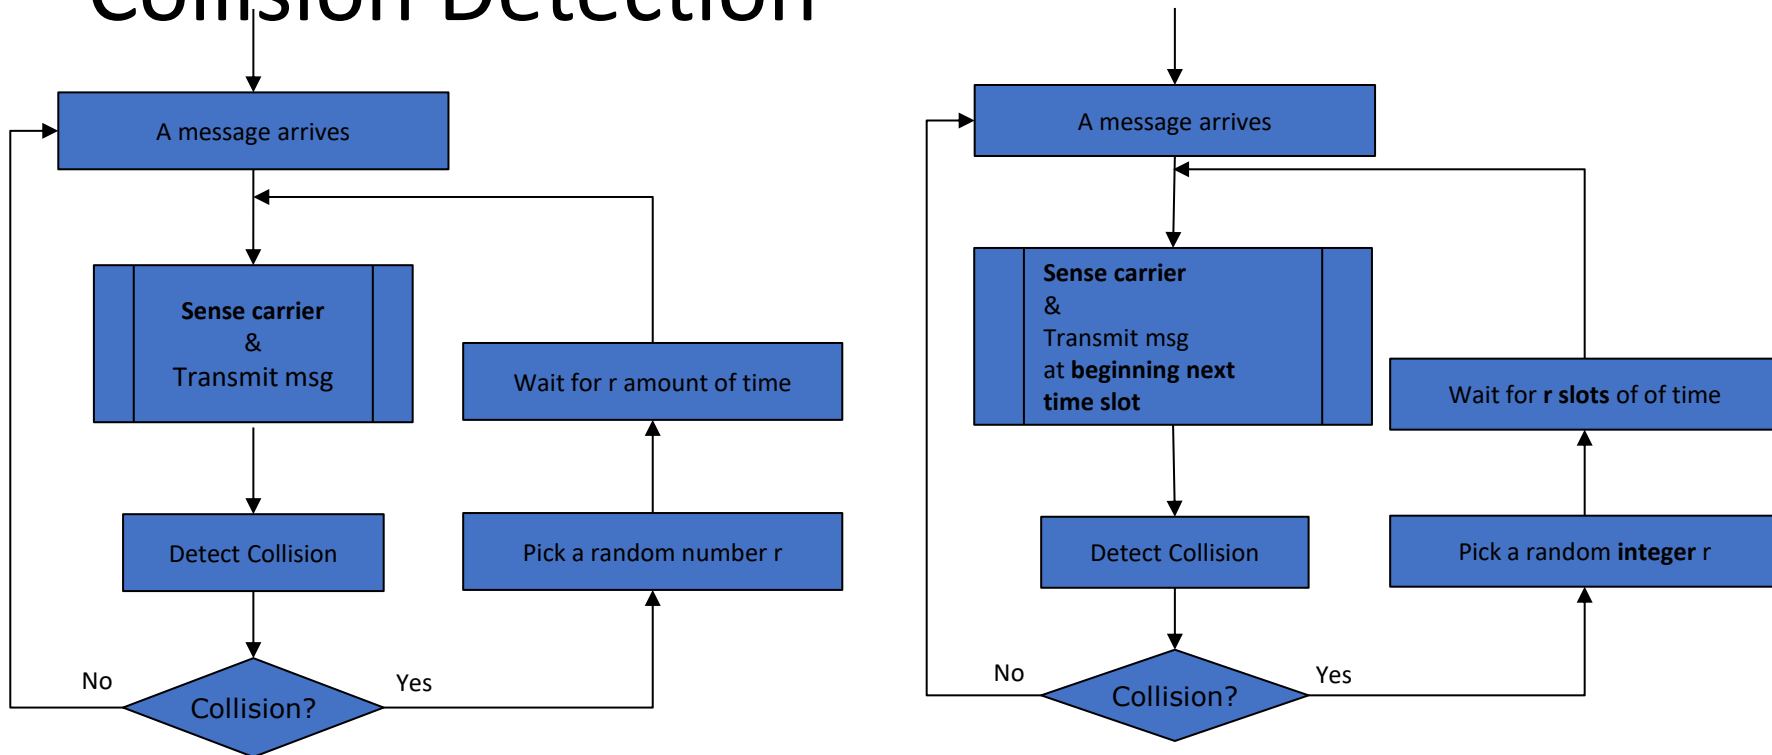 Collision Detection
A message arrives
Sense carrier
&
Transmit msg
Wait for r amount of time
Detect Collision
Pick a random number r
No
Yes
Collision?
A message arrives
Sense carrier
&
Transmit msg
at beginning next
time slot
Wait for r slots of of time
Detect Collision
Pick a random integer r
No
Yes
Collision?